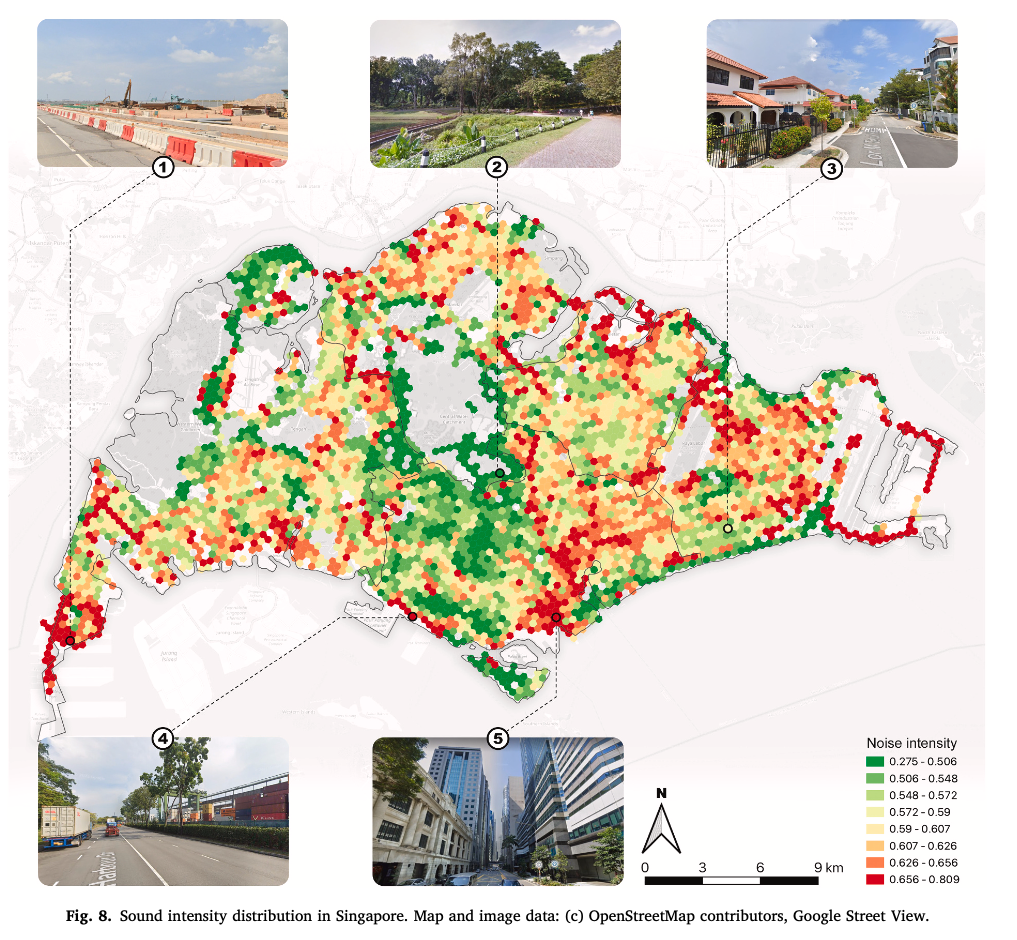 1
2
3
Lor M
4
5
Harbour
Noise intensity
0.275 - 0.506
0.506 - 0.548
0.548 - 0.572
0.572 - 0.59
0.59 - 0.607
0.607 - 0.626
0.626 - 0.656
0.656 - 0.809
N
0 3 6 9 km
Fig. 8. Sound intensity distribution in Singapore. Map and image data: (c) OpenStreetMap contributors, Google Street View.